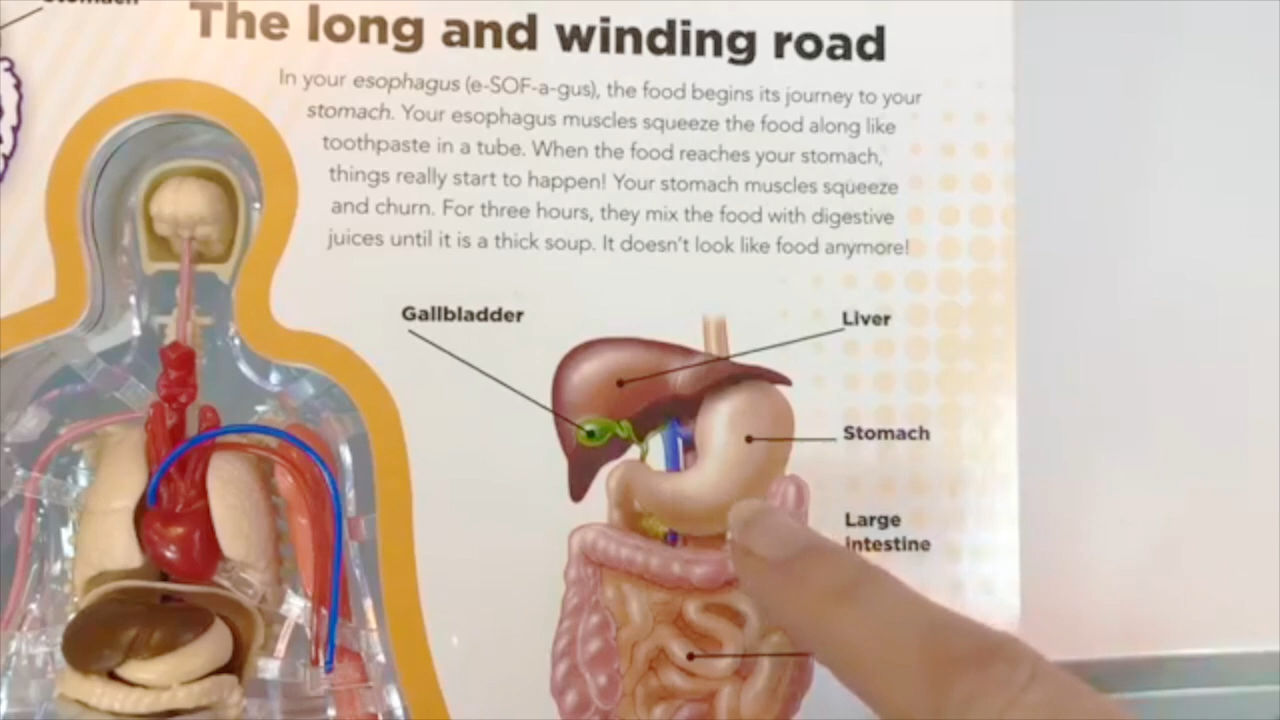 Stomach
The long and winding road
In your esophagus (e-SOF-a-gus), the food begins its journey to your
stomach. Your esophagus muscles squeeze the food along like
toothpaste in a tube. When the food reaches your stomach,
things really start to happen! Your stomach muscles squeeze
and churn. For three hours, they mix the food with digestive
juices until it is a thick soup. It doesn't look like food anymore!
Gallbladder
Liver
Stomach
Large
intestine